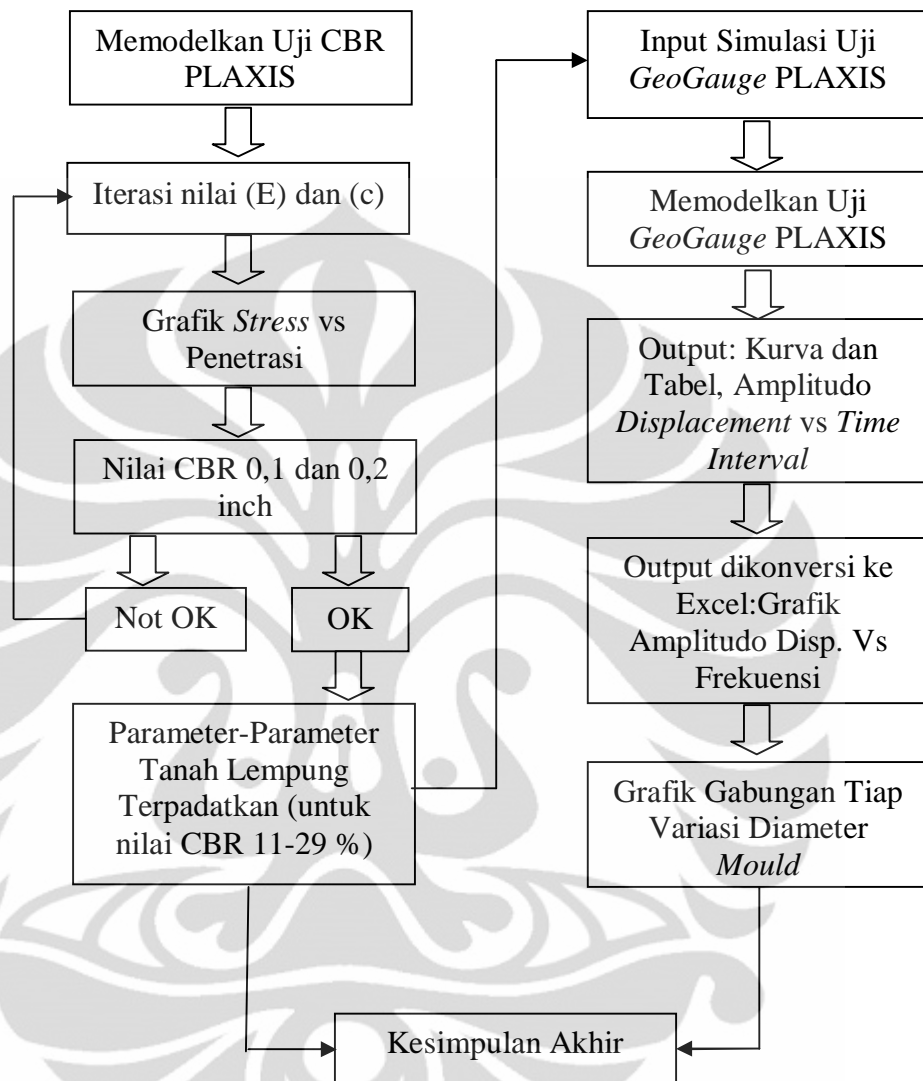 Memodelkan Uji CBR
PLAXIS
Iterasi nilai (E) dan (c)
Grafik Stress vs
Penetrasi
Nilai CBR 0,1 dan 0,2
inch
Not OK
OK
Parameter-Parameter
Tanah Lempung
Terpadatkan (untuk
nilai CBR 11-29 %)
Input Simulasi Uji
GeoGauge PLAXIS
Memodelkan Uji
GeoGauge PLAXIS
Output: Kurva dan
Tabel, Amplitudo
Displacement vs Time
Interval
Output dikonversi ke
Excel:Grafik
Amplitudo Disp. Vs
Frekuensi
Grafik Gabungan Tiap
Variasi Diameter
Mould
Kesimpulan Akhir